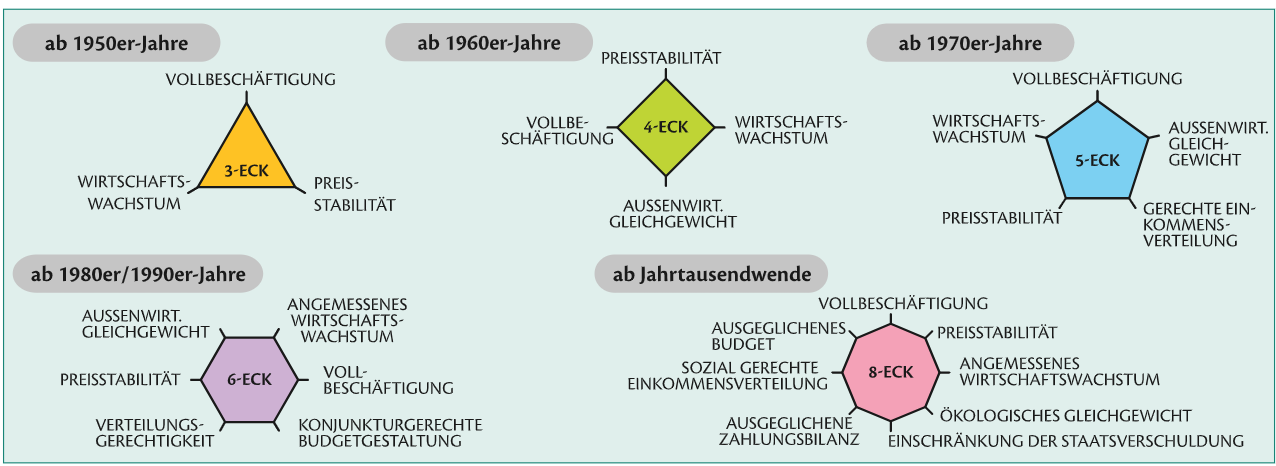 ab 1950er-Jahre
VOLLBESCHÄFTIGUNG
3-ECK
WIRTSCHAFTS-
WACHSTUM
PREIS-
STABILITÄT
ab 1960er-Jahre
PREISSTABILITÄT
VOLLBE-
SCHÄFTIGUNG
4-ECK
WIRTSCHAFTS-
WACHSTUM
AUSSENWIRT.
GLEICHGEWICHT
ab 1970er-Jahre
VOLLBESCHÄFTIGUNG
WIRTSCHAFTS-
WACHSTUM
5-ECK
AUSSENWIRT.
GLEICH-
GEWICHT
PREISSTABILITÄT
GERECHTE EIN-
KOMMENS-
VERTEILUNG
ab 1980er/1990er-Jahre
AUSSENWIRT.
GLEICHGEWICHT
ANGEMESSENES
WIRTSCHAFTS-
WACHSTUM
PREISSTABILITÄT
6-ECK
VOLL-
BESCHÄFTIGUNG
VERTEILUNGS-
GERECHTIGKEIT
KONJUNKTURGERECHTE
BUDGETGESTALTUNG
ab Jahrtausendwende
VOLLBESCHÄFTIGUNG
AUSGEGLICHENES
BUDGET
PREISSTABILITÄT
SOZIAL GERECHTE
EINKOMMENSVERTEILUNG
8-ECK
ANGEMESSENES
WIRTSCHAFTSWACHSTUM
AUSGEGLICHENE
ZAHLUNGSBILANZ
ÖKOLOGISCHES GLEICHGEWICHT
EINSCHRÄNKUNG DER STAATSVERSCHULDUNG